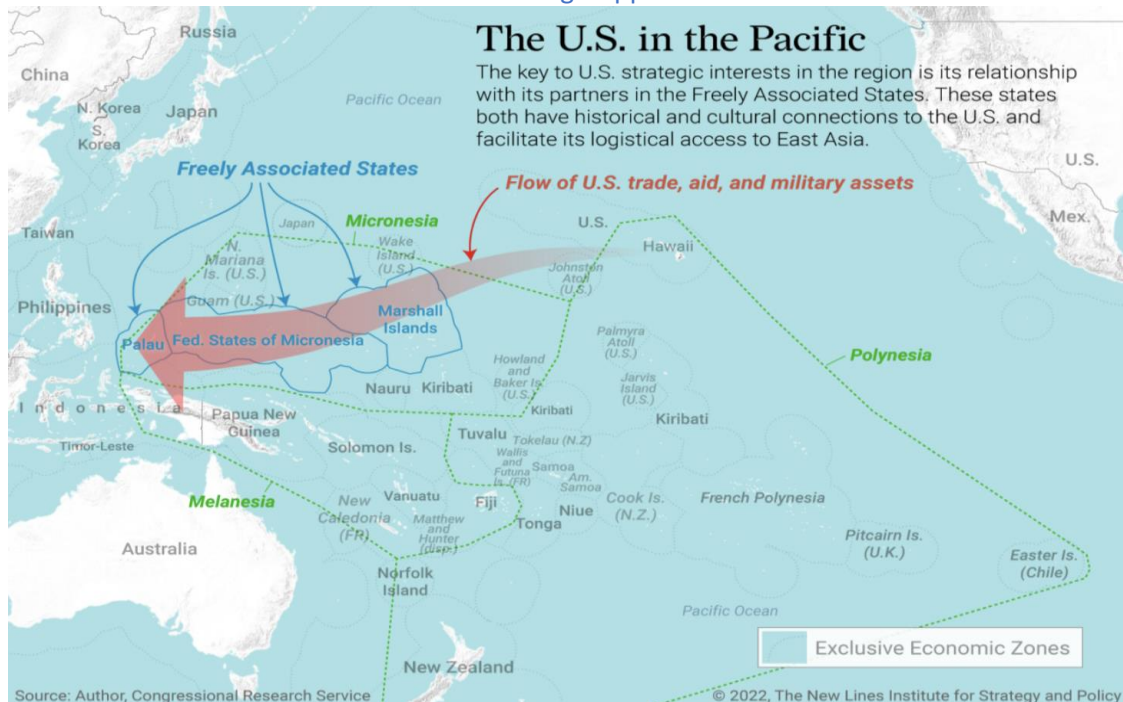 The U.S. in the Pacific
The key to U.S. strategic interests in the region is its relationship
with its partners in the Freely Associated States. These states
both have historical and cultural connections to the U.S. and
facilitate its logistical access to East Asia.
Russia
China
N. Korea
Japan
S.
Korea
Pacific Ocean
U.S.
Freely Associated States
Flow of U.S. trade, aid, and military assets
Mex.
Taiwan
Japan
Micronesia
U.S.
Hawaii
N.
Mariana
Is. (U.S.)
Wake
Island
(U.S.)
Johnston
Atoll
(U.S.)
Guam (U.S.)
Philippines
Marshall
Islands
Palau
Fed. States of Micronesia
Palmyra
Atoll
(U.S.)
Polynesia
Howland
and
Baker Is.
(U.S.)
Jarvis
Island
(U.S.)
Nauru
Kiribati
Kiribati
Kiribati
Indonesia
Papua New
Guinea
Timor-Leste
Solomon Is.
Tuvalu
Tokelau (N.Z)
Wallis
and
Futuna
Is. (FR)
Samoa
Am.
Samoa
Melanesia
New
Caledonia
(FR)
Vanuatu
Fiji
Matthew
and
Hunter
(disp.)
Tonga
Niue
Cook Is.
(N.Z.)
French Polynesia
Pitcairn Is.
(U.K.)
Easter Is.
(Chile)
Australia
Norfolk
Island
Pacific Ocean
Exclusive Economic Zones
New Zealand
Source: Author, Congressional Research Service
© 2022, The New Lines Institute for Strategy and Policy